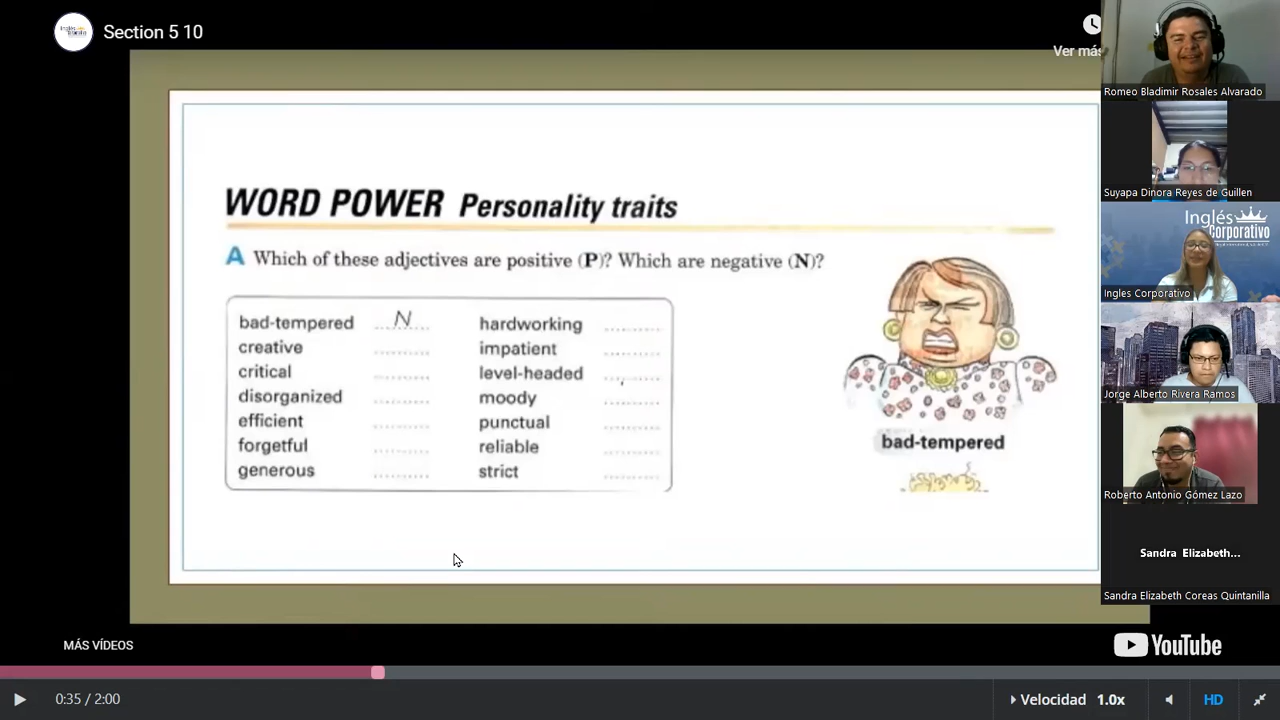 Section 5 10
Ver más
WORD POWER Personality traits
A Which of these adjectives are positive (P)? Which are negative (N)?
bad-tempered N
creative
critical
disorganized
efficient
forgetful
generous
hardworking
impatient
level-headed
moody
punctual
reliable
strict
bad-tempered
Romeo Bladimir Rosales Alvarado
Suyapa Dinora Reyes de Guillen
Inglés
Corporativo
Ingles Corporativo
Jorge Alberto Rivera Ramos
Roberto Antonio Gómez Lazo
Sandra Elizabeth...
Sandra Elizabeth Coreas Quintanilla
MÁS VÍDEOS
YouTube
0:35 / 2:00
Velocidad 1.0x
HD